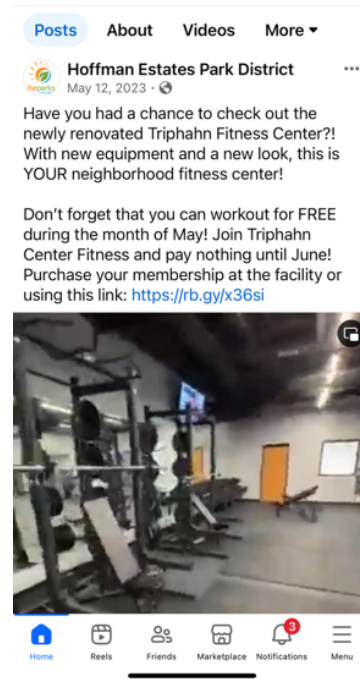 Posts About Videos More
heparks
Hoffman Estates Park District
May 12, 2023 ·
Have you had a chance to check out the
newly renovated Triphahn Fitness Center?!
With new equipment and a new look, this is
YOUR neighborhood fitness center!
Don't forget that you can workout for FREE
during the month of May! Join Triphahn
Center Fitness and pay nothing until June!
Purchase your membership at the facility or
using this link: https://rb.gy/x36si
3
Home Reels Friends Marketplace Notifications Menu